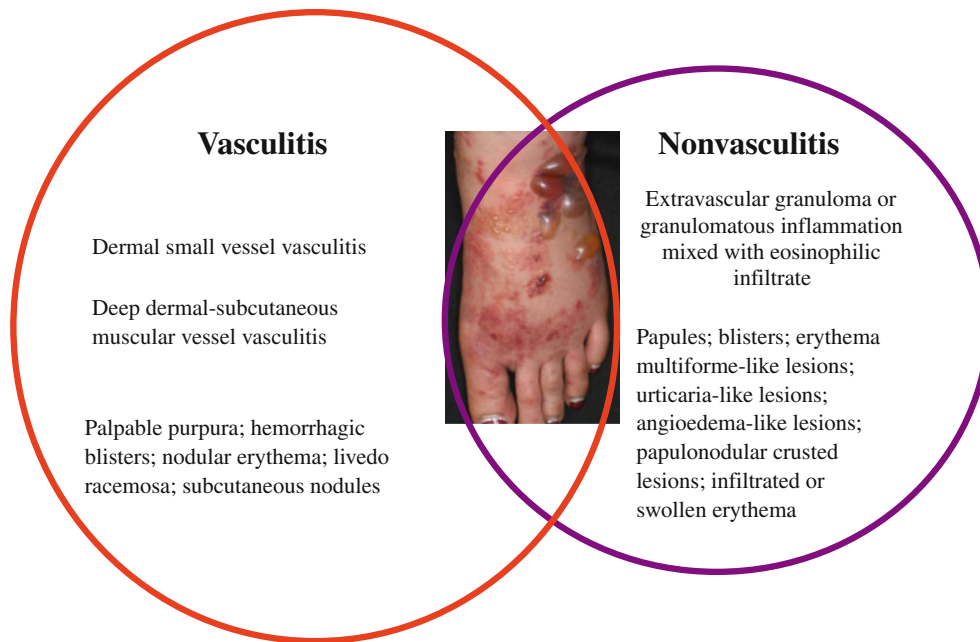 Vasculitis
Dermal small vessel vasculitis
Deep dermal-subcutaneous
muscular vessel vasculitis
Palpable purpura; hemorrhagic
blisters; nodular erythema; livedo
racemosa; subcutaneous nodules
Nonvasculitis
Extravascular granuloma or
granulomatous inflammation
mixed with eosinophilic
infiltrate
Papules; blisters; erythema
multiforme-like lesions;
urticaria-like lesions;
angioedema-like lesions;
papulonodular crusted
lesions; infiltrated or
swollen erythema